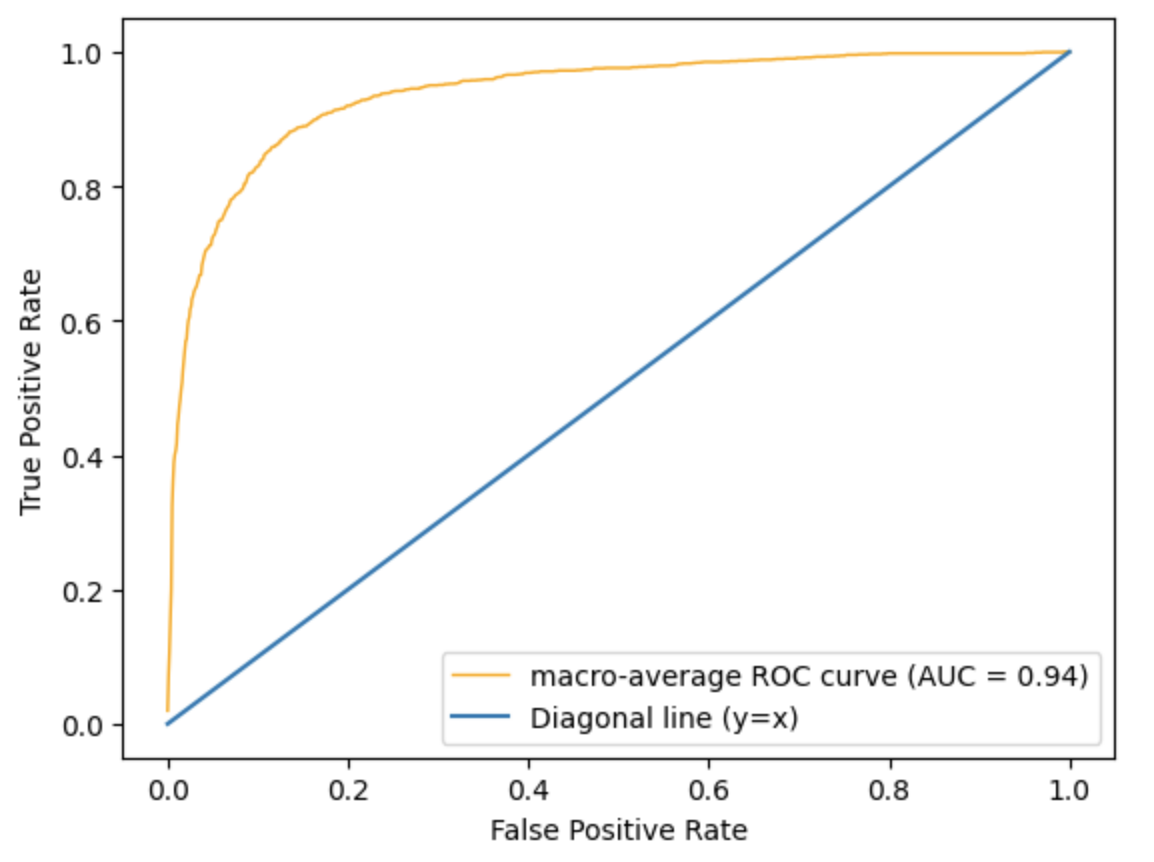 1.0
0.8
0.6
0.4
0.2
0.0
True Positive Rate
macro-average ROC curve (AUC = 0.94)
Diagonal line (y=x)
0.0 0.2 0.4 0.6 0.8 1.0
False Positive Rate